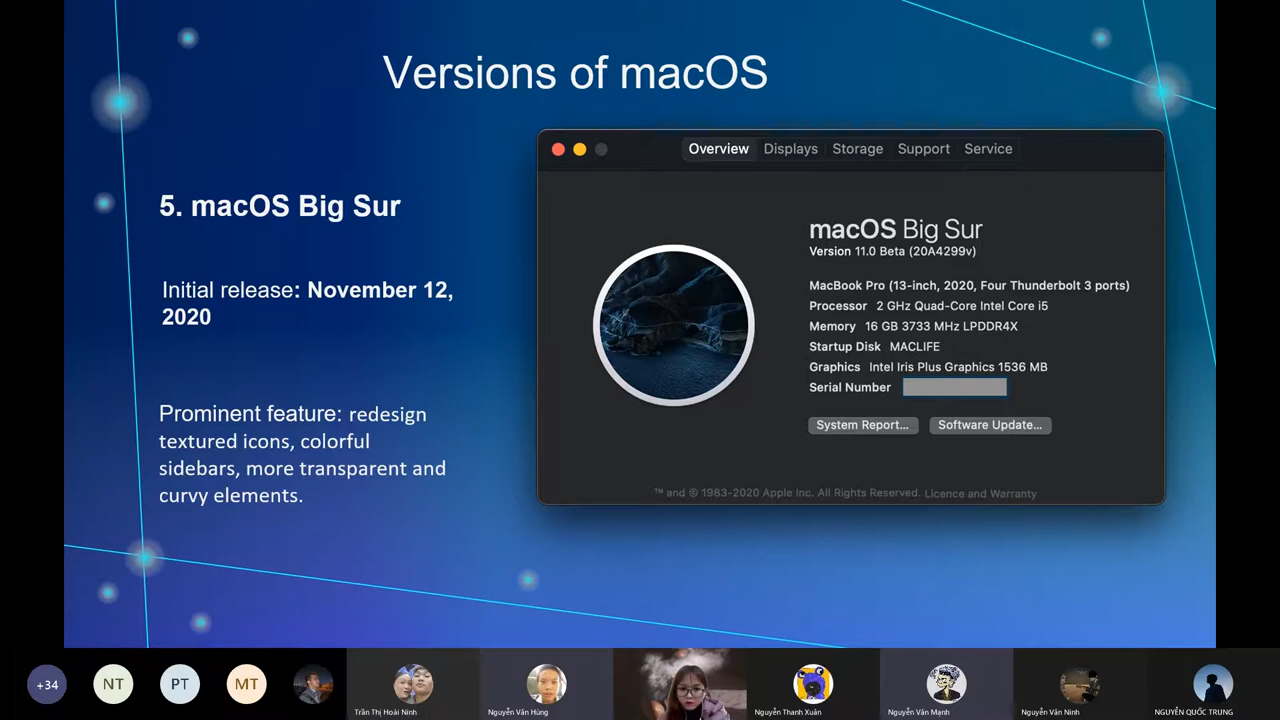 Versions of macOS
5. macOS Big Sur
Initial release: November 12,
2020
Prominent feature: redesign
textured icons, colorful
sidebars, more transparent and
curvy elements.
Overview Displays Storage Support Service
macOS Big Sur
Version 11.0 Beta (20A4299v)
MacBook Pro (13-inch, 2020, Four Thunderbolt 3 ports)
Processor 2 GHz Quad-Core Intel Core i5
Memory 16 GB 3733 MHz LPDDR4X
Startup Disk MACLIFE
Graphics Intel Iris Plus Graphics 1536 MB
Serial Number
System Report... Software Update...
™ and © 1983-2020 Apple Inc. All Rights Reserved. Licence and Warranty
+34 NT PT MT
Trần Thị Hoài Ninh Nguyễn Văn Hùng Nguyễn Thanh Xuân Nguyễn Văn Mạnh Nguyễn Văn Ninh NGUYỄN QUỐC TRUNG